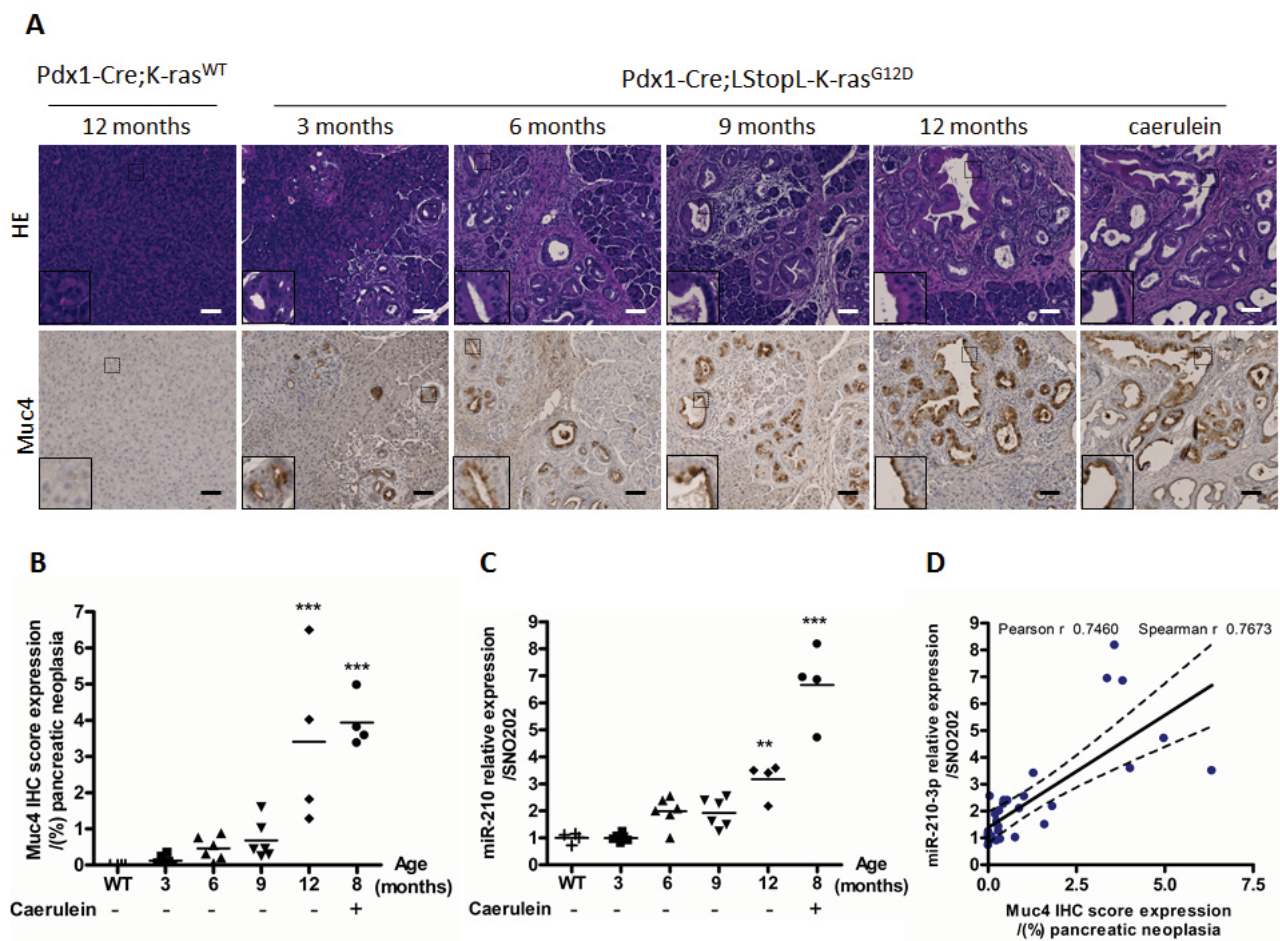 A
Pdx1-Cre;K-rasWT
Pdx1-Cre;LStopL-K-rasG12D
12 months
3 months
6 months
9 months
12 months
caerulein
HE
Muc4
B
Muc4 IHC score expression
/(%) pancreatic neoplasia
7
6
5
4
3
2
1
0
***
***
WT
3
6
9
12
8
Age
(months)
Caerulein
-
-
-
-
-
+
C
miR-210 relative expression
/SNO202
9
8
7
6
5
4
3
2
1
0
**
***
WT
3
6
9
12
8
Age
(months)
Caerulein
-
-
-
-
-
+
D
Pearson r 0.7460
Spearman r 0.7673
miR-210-3p relative expression
/SNO202
9
8
7
6
5
4
3
2
1
0
0.0
2.5
5.0
7.5
Muc4 IHC score expression
/(%) pancreatic neoplasia